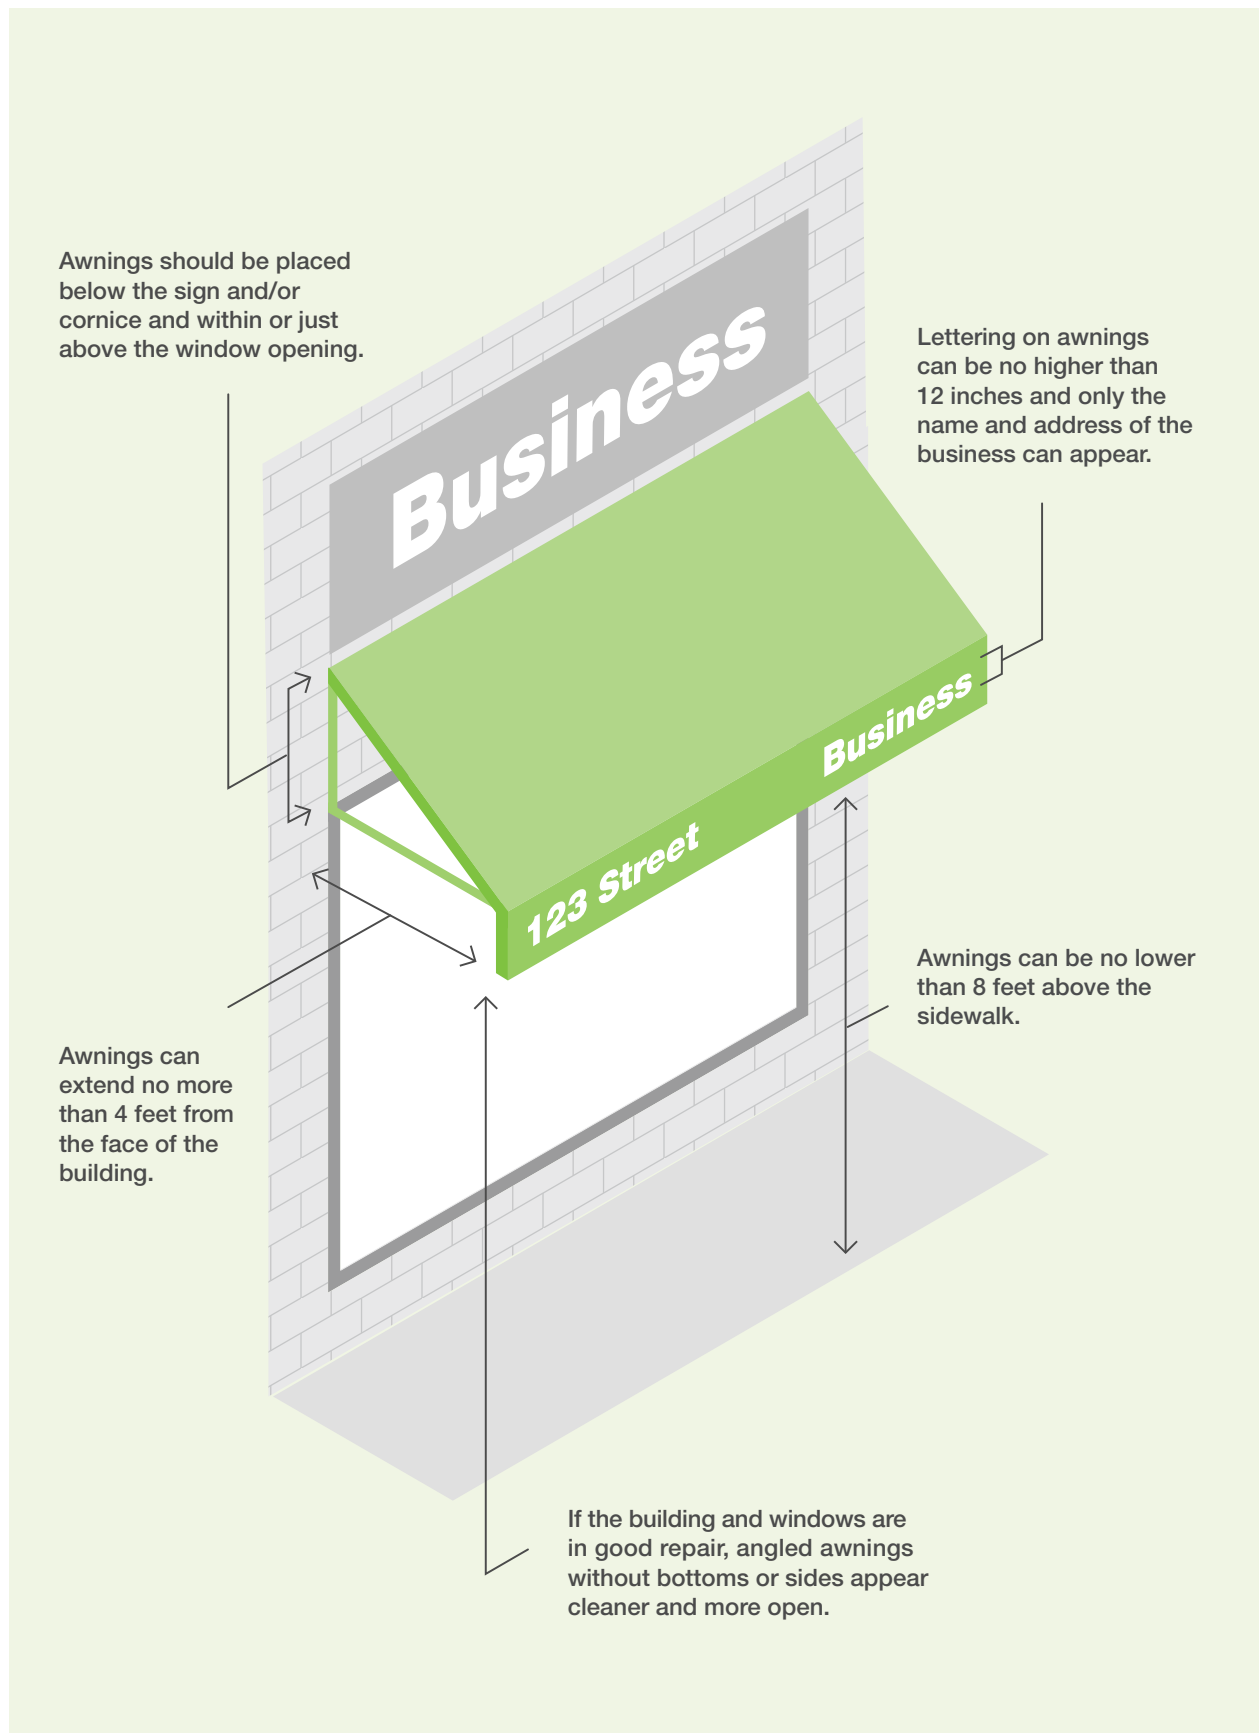 Awnings should be placed
below the sign and/or
cornice and within or just
above the window opening.
Business
Lettering on awnings
can be no higher than
12 inches and only the
name and address of the
business can appear.
Business
123 Street
Awnings can be no lower
than 8 feet above the
sidewalk.
Awnings can
extend no more
than 4 feet from
the face of the
building.
If the building and windows are
in good repair, angled awnings
without bottoms or sides appear
cleaner and more open.